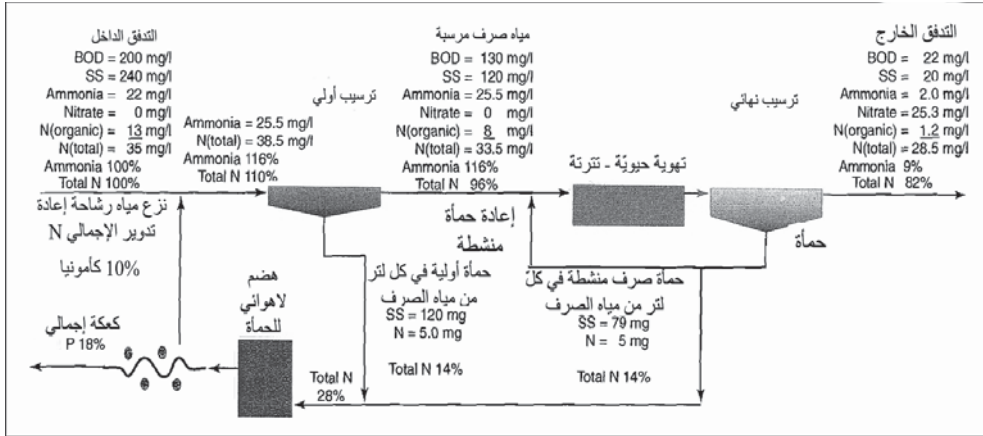 التدفق الداخل
BOD = 200 mg/l
SS = 240 mg/l
Ammonia = 22 mg/l
Nitrate = 0 mg/l
N(organic) = 13 mg/l
N(total) = 35 mg/l
Ammonia 100%
Total N 100%
Ammonia = 25.5 mg/l
N(total) = 38.5 mg/l
Ammonia 116%
Total N 110%
ترسيب أولي
مياه صرف مرسبة
BOD = 130 mg/l
SS = 120 mg/l
Ammonia = 25.5 mg/l
Nitrate = 0 mg/l
N(organic) = 8 mg/l
N(total) = 33.5 mg/l
Ammonia 116%
Total N 96%
تهوية حيويّة - نترتة
ترسيب نهائي
التدفق الخارج
BOD = 22 mg/l
SS = 20 mg/l
Ammonia = 2.0 mg/l
Nitrate = 25.3 mg/l
N(organic) = 1.2 mg/l
N(total) = 28.5 mg/l
Ammonia 9%
Total N 82%
نزع مياه رشاحة إعادة
تدوير الإجمالي N
10% كأمونيا
إعادة حمأة
منشطة
حمأة
حمأة أولية في كل لتر
من مياه الصرف
SS = 120 mg
N = 5.0 mg
Total N 14%
حمأة صرف منشطة في كلّ
لتر من مياه الصرف
SS = 79 mg
N = 5 mg
Total N 14%
هضم
لاهوائي
للحمأة
Total N
28%
كعكة إجمالي
P 18%